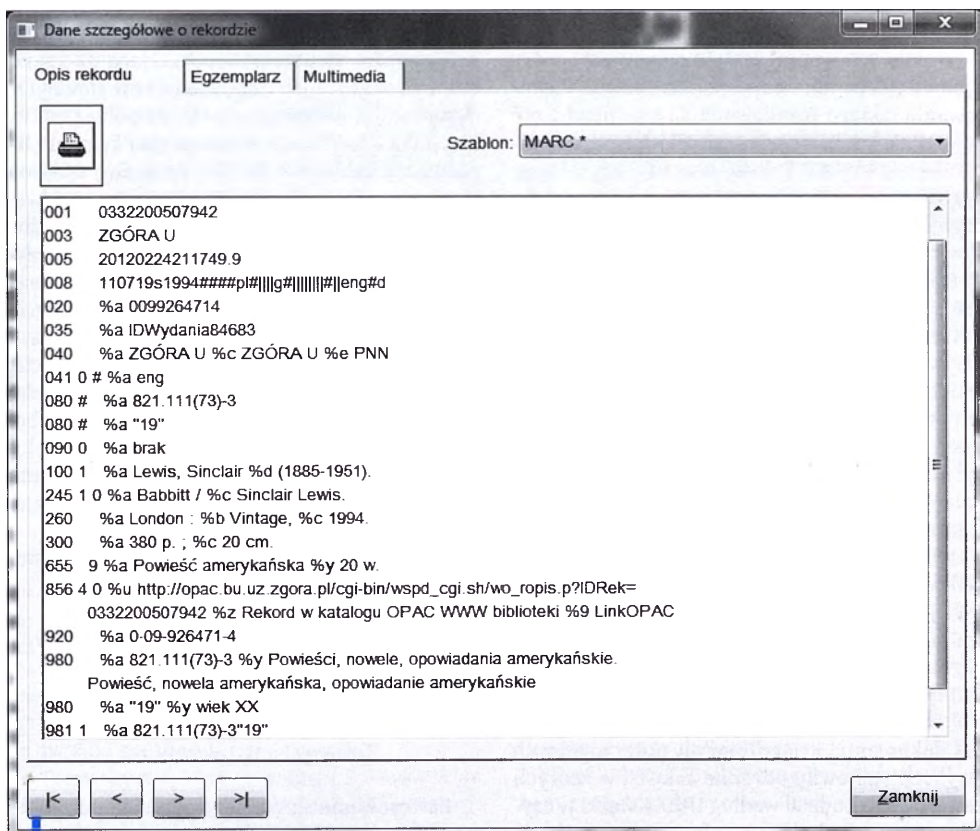 Dane szczegółowe o rekordzie
Opis rekordu Egzemplarz Multimedia
Szablon: MARC *
001 0332200507942
003 ZGÓRA U
005 20120224211749.9
008 110719s1994####pl#||||g#||||||||#||eng#d
020 %a 0099264714
035 %a IDWydania84683
040 %a ZGÓRA U %c ZGÓRA U %e PNN
041 0 # %a eng
080 # %a 821.111(73)-3
080 # %a "19"
090 0 %a brak
100 1 %a Lewis, Sinclair %d (1885-1951).
245 1 0 %a Babbitt / %c Sinclair Lewis.
260 %a London : %b Vintage, %c 1994.
300 %a 380 p. ; %c 20 cm.
655 9 %a Powieść amerykańska %y 20 w.
856 4 0 %u http://opac.bu.uz.zgora.pl/cgi-bin/wspd_cgi.sh/wo_ropis.p?IDRek=
0332200507942 %z Rekord w katalogu OPAC WWW biblioteki %9 LinkOPAC
920 %a 0-09-926471-4
980 %a 821.111(73)-3 %y Powieści, nowele, opowiadania amerykańskie.
Powieść, nowela amerykańska, opowiadanie amerykańskie
980 %a "19" %y wiek XX
981 1 %a 821.111(73)-3"19"
|< < > >| Zamknij